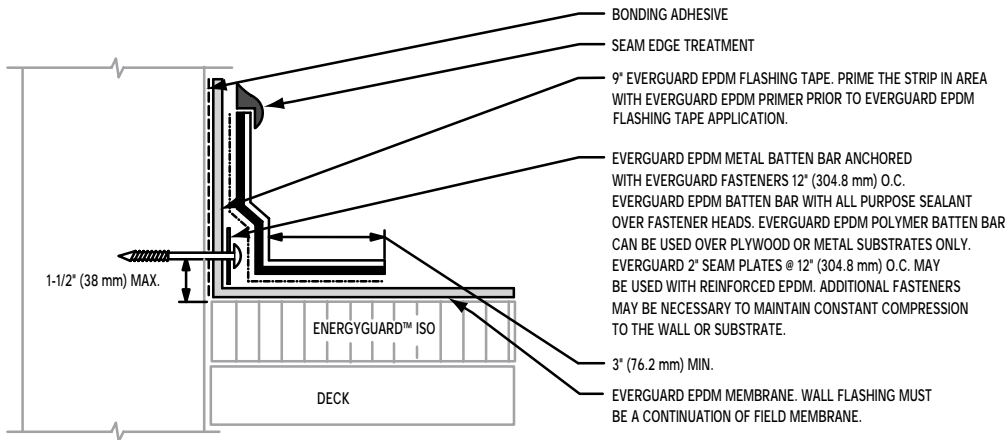 BONDING ADHESIVE
SEAM EDGE TREATMENT
9" EVERGUARD EPDM FLASHING TAPE. PRIME THE STRIP IN AREA
WITH EVERGUARD EPDM PRIMER PRIOR TO EVERGUARD EPDM
FLASHING TAPE APPLICATION.
EVERGUARD EPDM METAL BATTEN BAR ANCHORED
WITH EVERGUARD FASTENERS 12" (304.8 mm) O.C.
EVERGUARD EPDM BATTEN BAR WITH ALL PURPOSE SEALANT
OVER FASTENER HEADS. EVERGUARD EPDM POLYMER BATTEN BAR
CAN BE USED OVER PLYWOOD OR METAL SUBSTRATES ONLY.
EVERGUARD 2" SEAM PLATES @ 12" (304.8 mm) O.C. MAY
BE USED WITH REINFORCED EPDM. ADDITIONAL FASTENERS
MAY BE NECESSARY TO MAINTAIN CONSTANT COMPRESSION
TO THE WALL OR SUBSTRATE.
1-1/2" (38 mm) MAX.
ENERGYGUARD™ ISO
3" (76.2 mm) MIN.
DECK
EVERGUARD EPDM MEMBRANE. WALL FLASHING MUST
BE A CONTINUATION OF FIELD MEMBRANE.